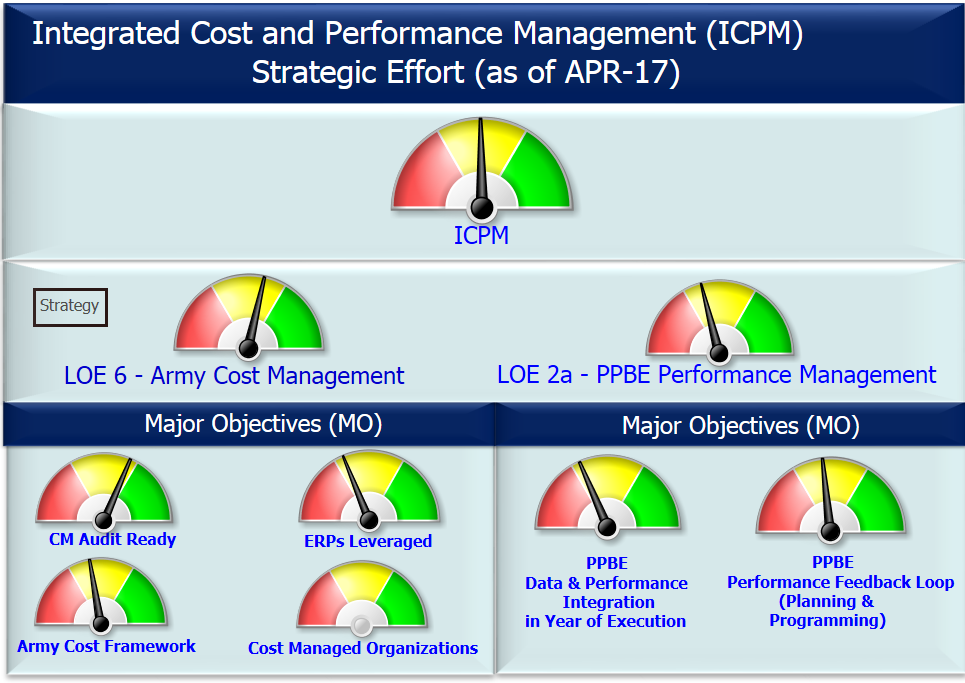 Integrated Cost and Performance Management (ICPM)
Strategic Effort (as of APR-17)
ICPM
Strategy
LOE 6 - Army Cost Management
LOE 2a - PPBE Performance Management
Major Objectives (MO)
Major Objectives (MO)
CM Audit Ready
ERPs Leveraged
Army Cost Framework
Cost Managed Organizations
PPBE
Data & Performance
Integration
in Year of Execution
PPBE
Performance Feedback Loop
(Planning &
Programming)